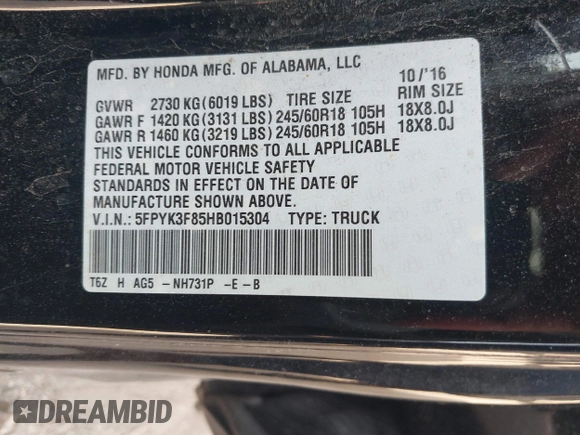 MFD. BY HONDA MFG. OF ALABAMA, LLC
10/'16
GVWR 2730 KG(6019 LBS) TIRE SIZE RIM SIZE
GAWR F 1420 KG(3131 LBS)245/60R18 105H 18X8.0J
GAWR R 1460 KG(3219 LBS)245/60R18 105H 18X8.0J
THIS VEHICLE CONFORMS TO ALL APPLICABLE
FEDERAL MOTOR VEHICLE SAFETY
STANDARDS IN EFFECT ON THE DATE OF
MANUFACTURE SHOWN ABOVE.
V.I.N.: 5FPYK3F85HB015304 TYPE: TRUCK
T6Z H AG5 -NH731P -E -B
DREAMBID